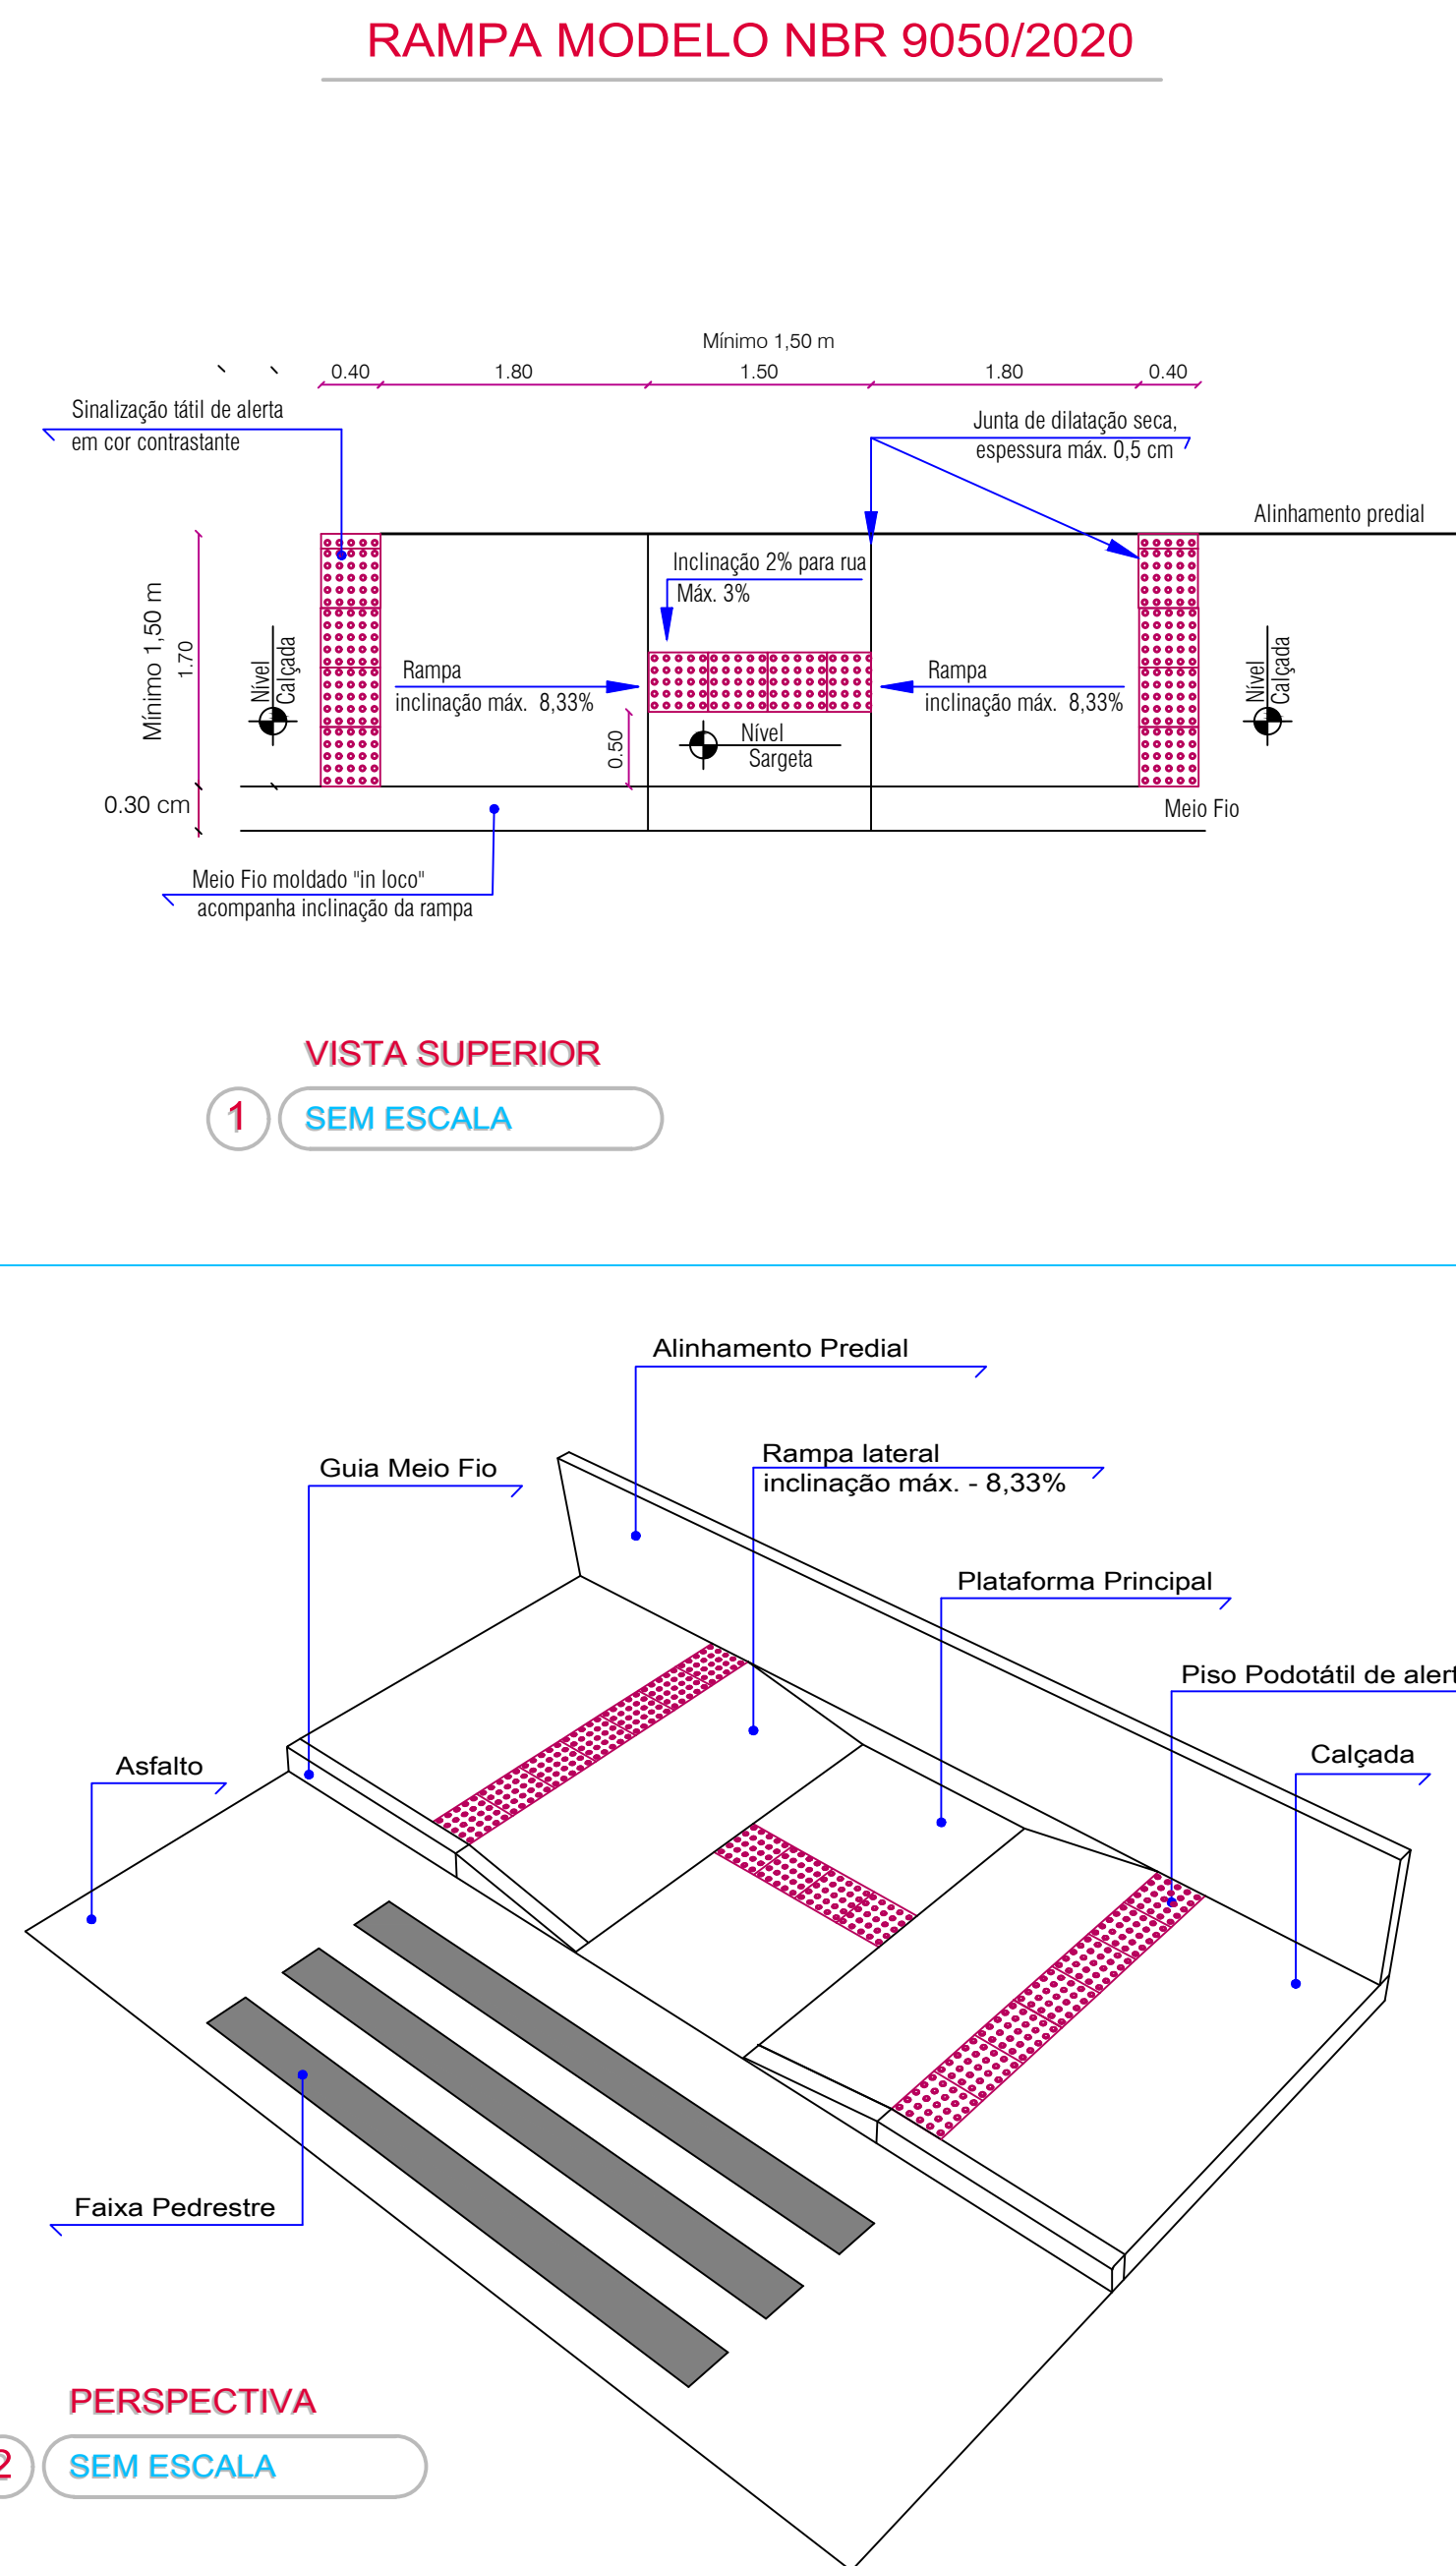 RAMPA MODELO NBR 9050/2020
Mínimo 1,50 m
0.40
1.80
1.50
1.80
0.40
Sinalização tátil de alerta
em cor contrastante
Junta de dilatação seca,
espessura máx. 0,5 cm
Alinhamento predial
Inclinação 2% para rua
Máx. 3%
Mínimo 1,50 m
1.70
Nível
Calçada
Rampa
inclinação máx. 8,33%
Rampa
inclinação máx. 8,33%
Nível
Calçada
0.50
Nível
Sargeta
0.30 cm
Meio Fio
Meio Fio moldado "in loco"
acompanha inclinação da rampa
VISTA SUPERIOR
1
SEM ESCALA
Alinhamento Predial
Rampa lateral
inclinação máx. - 8,33%
Guia Meio Fio
Plataforma Principal
Piso Podotátil de alert
Calçada
Asfalto
Faixa Pedrestre
PERSPECTIVA
2
SEM ESCALA